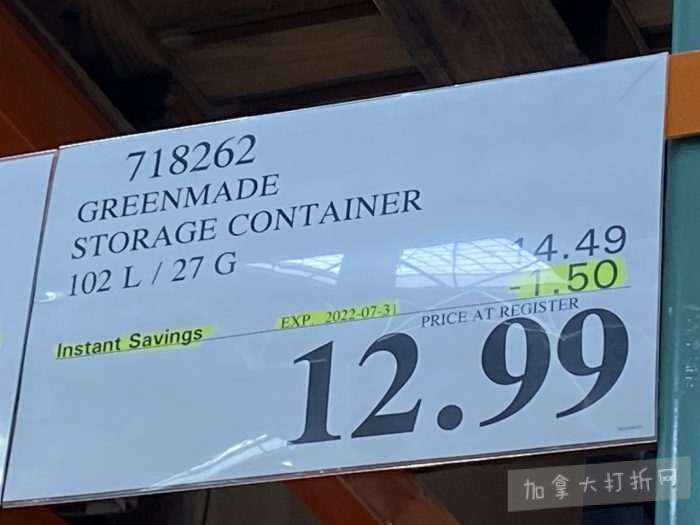 718262
GREENMADE
STORAGE CONTAINER
102 L / 27 G
14.49
-1.50
Instant Savings
EXP. 2022-07-31
PRICE AT REGISTER
12.99
加拿大打折网